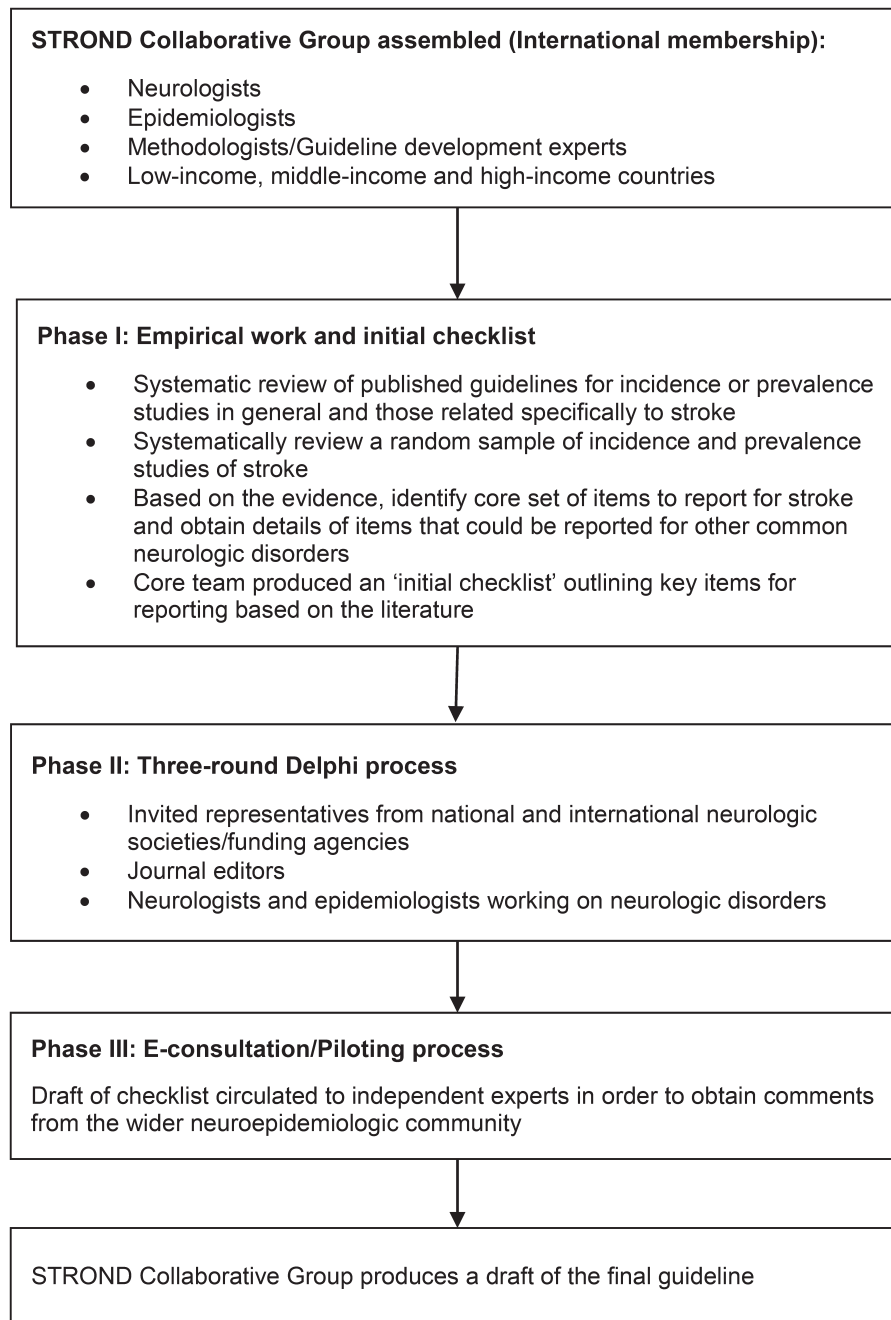 STROND Collaborative Group assembled (International membership):
• Neurologists
• Epidemiologists
• Methodologists/Guideline development experts
• Low-income, middle-income and high-income countries
Phase I: Empirical work and initial checklist
• Systematic review of published guidelines for incidence or prevalence
studies in general and those related specifically to stroke
• Systematically review a random sample of incidence and prevalence
studies of stroke
• Based on the evidence, identify core set of items to report for stroke
and obtain details of items that could be reported for other common
neurologic disorders
• Core team produced an ‘initial checklist’ outlining key items for
reporting based on the literature
Phase II: Three-round Delphi process
• Invited representatives from national and international neurologic
societies/funding agencies
• Journal editors
• Neurologists and epidemiologists working on neurologic disorders
Phase III: E-consultation/Piloting process
Draft of checklist circulated to independent experts in order to obtain comments
from the wider neuroepidemiologic community
STROND Collaborative Group produces a draft of the final guideline